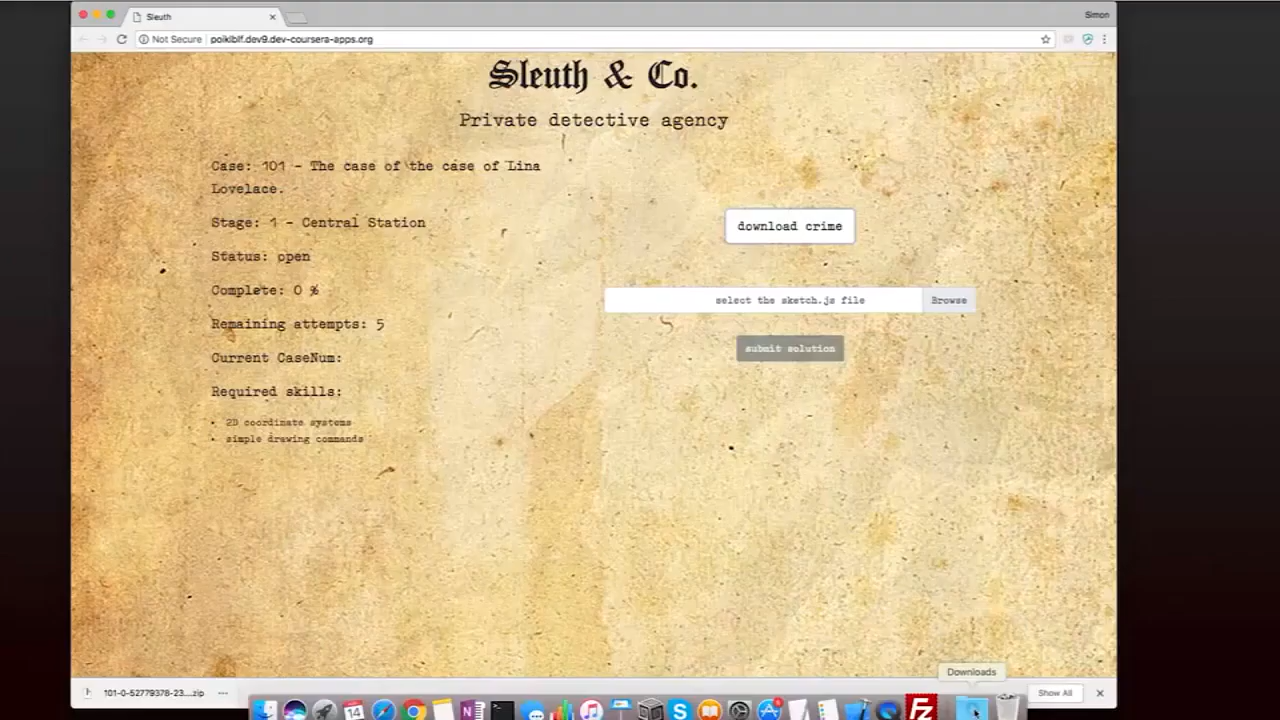 Sleuth
Simon
Not Secure
poiklblf.dev9.dev-coursera-apps.org
Sleuth & Co.
Private detective agency
Case: 101 - The case of the case of Lina
Lovelace.
Stage: 1 - Central Station
Status: open
Complete: 0 %
Remaining attempts: 5
Current CaseNum:
Required skills:
2D coordinate systems
simple drawing commands
download crime
select the sketch.js file
Browse
submit solution
Downloads
101-0-52779378-23....zip
Show All
14